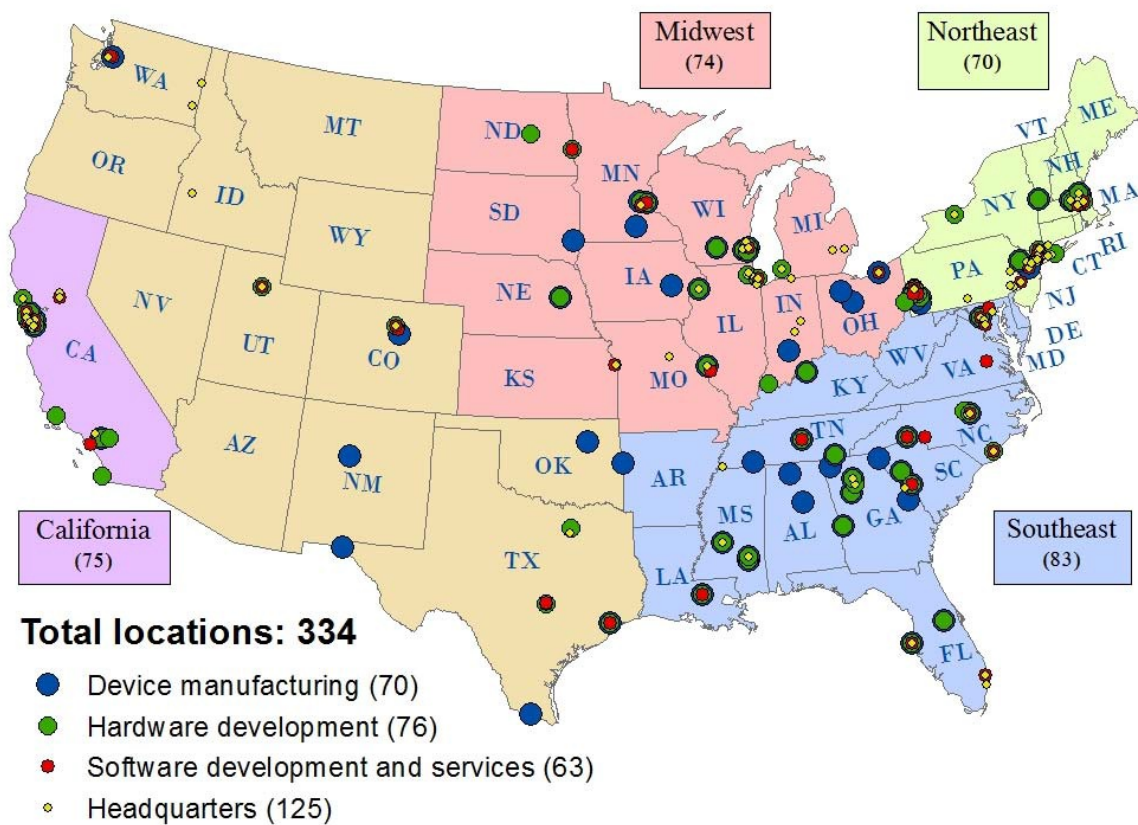 Midwest
(74)
Northeast
(70)
WA
MT
ND
MN
VT
ME
NH
OR
ID
SD
WI
MI
NY
MA
WY
IA
PA
CT
RI
NV
NE
IL
IN
OH
NJ
UT
CO
WV
DE
CA
KS
MO
KY
VA
MD
AZ
NM
OK
AR
TN
NC
SC
California
(75)
TX
MS
AL
GA
Southeast
(83)
LA
FL
Total locations: 334
Device manufacturing (70)
Hardware development (76)
Software development and services (63)
Headquarters (125)